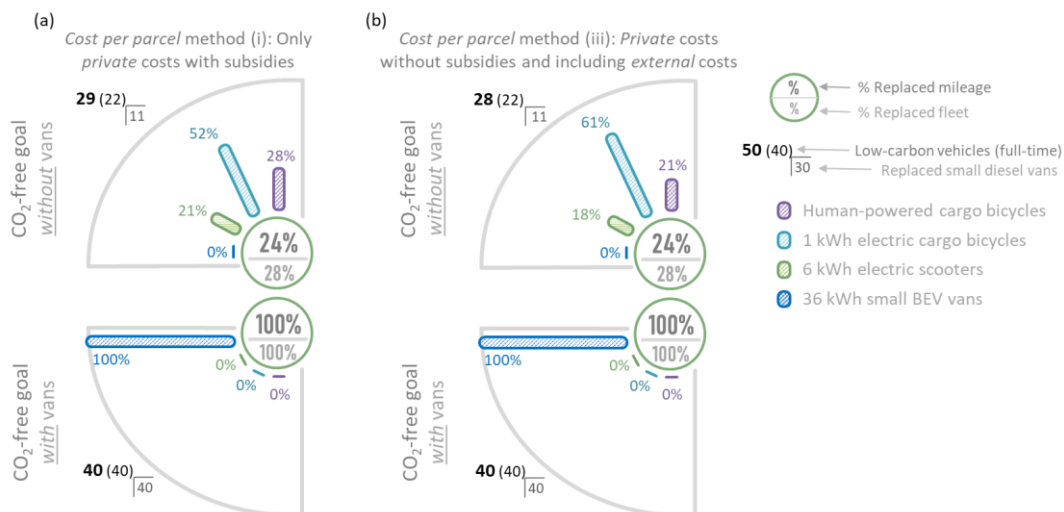 (a)
Cost per parcel method (i): Only
private costs with subsidies
29 (22)
11
52%
28%
21%
0%
24%
28%
CO2-free goal
without vans
100%
100%
100%
0%
0%
0%
CO2-free goal
with vans
40 (40)
40
(b)
Cost per parcel method (iii): Private costs
without subsidies and including external costs
28 (22)
11
61%
21%
18%
0%
24%
28%
CO2-free goal
without vans
100%
100%
100%
0%
0%
0%
CO2-free goal
with vans
40 (40)
40
%
%
% Replaced mileage
% Replaced fleet
50 (40)
30
Low-carbon vehicles (full-time)
Replaced small diesel vans
Human-powered cargo bicycles
1 kWh electric cargo bicycles
6 kWh electric scooters
36 kWh small BEV vans